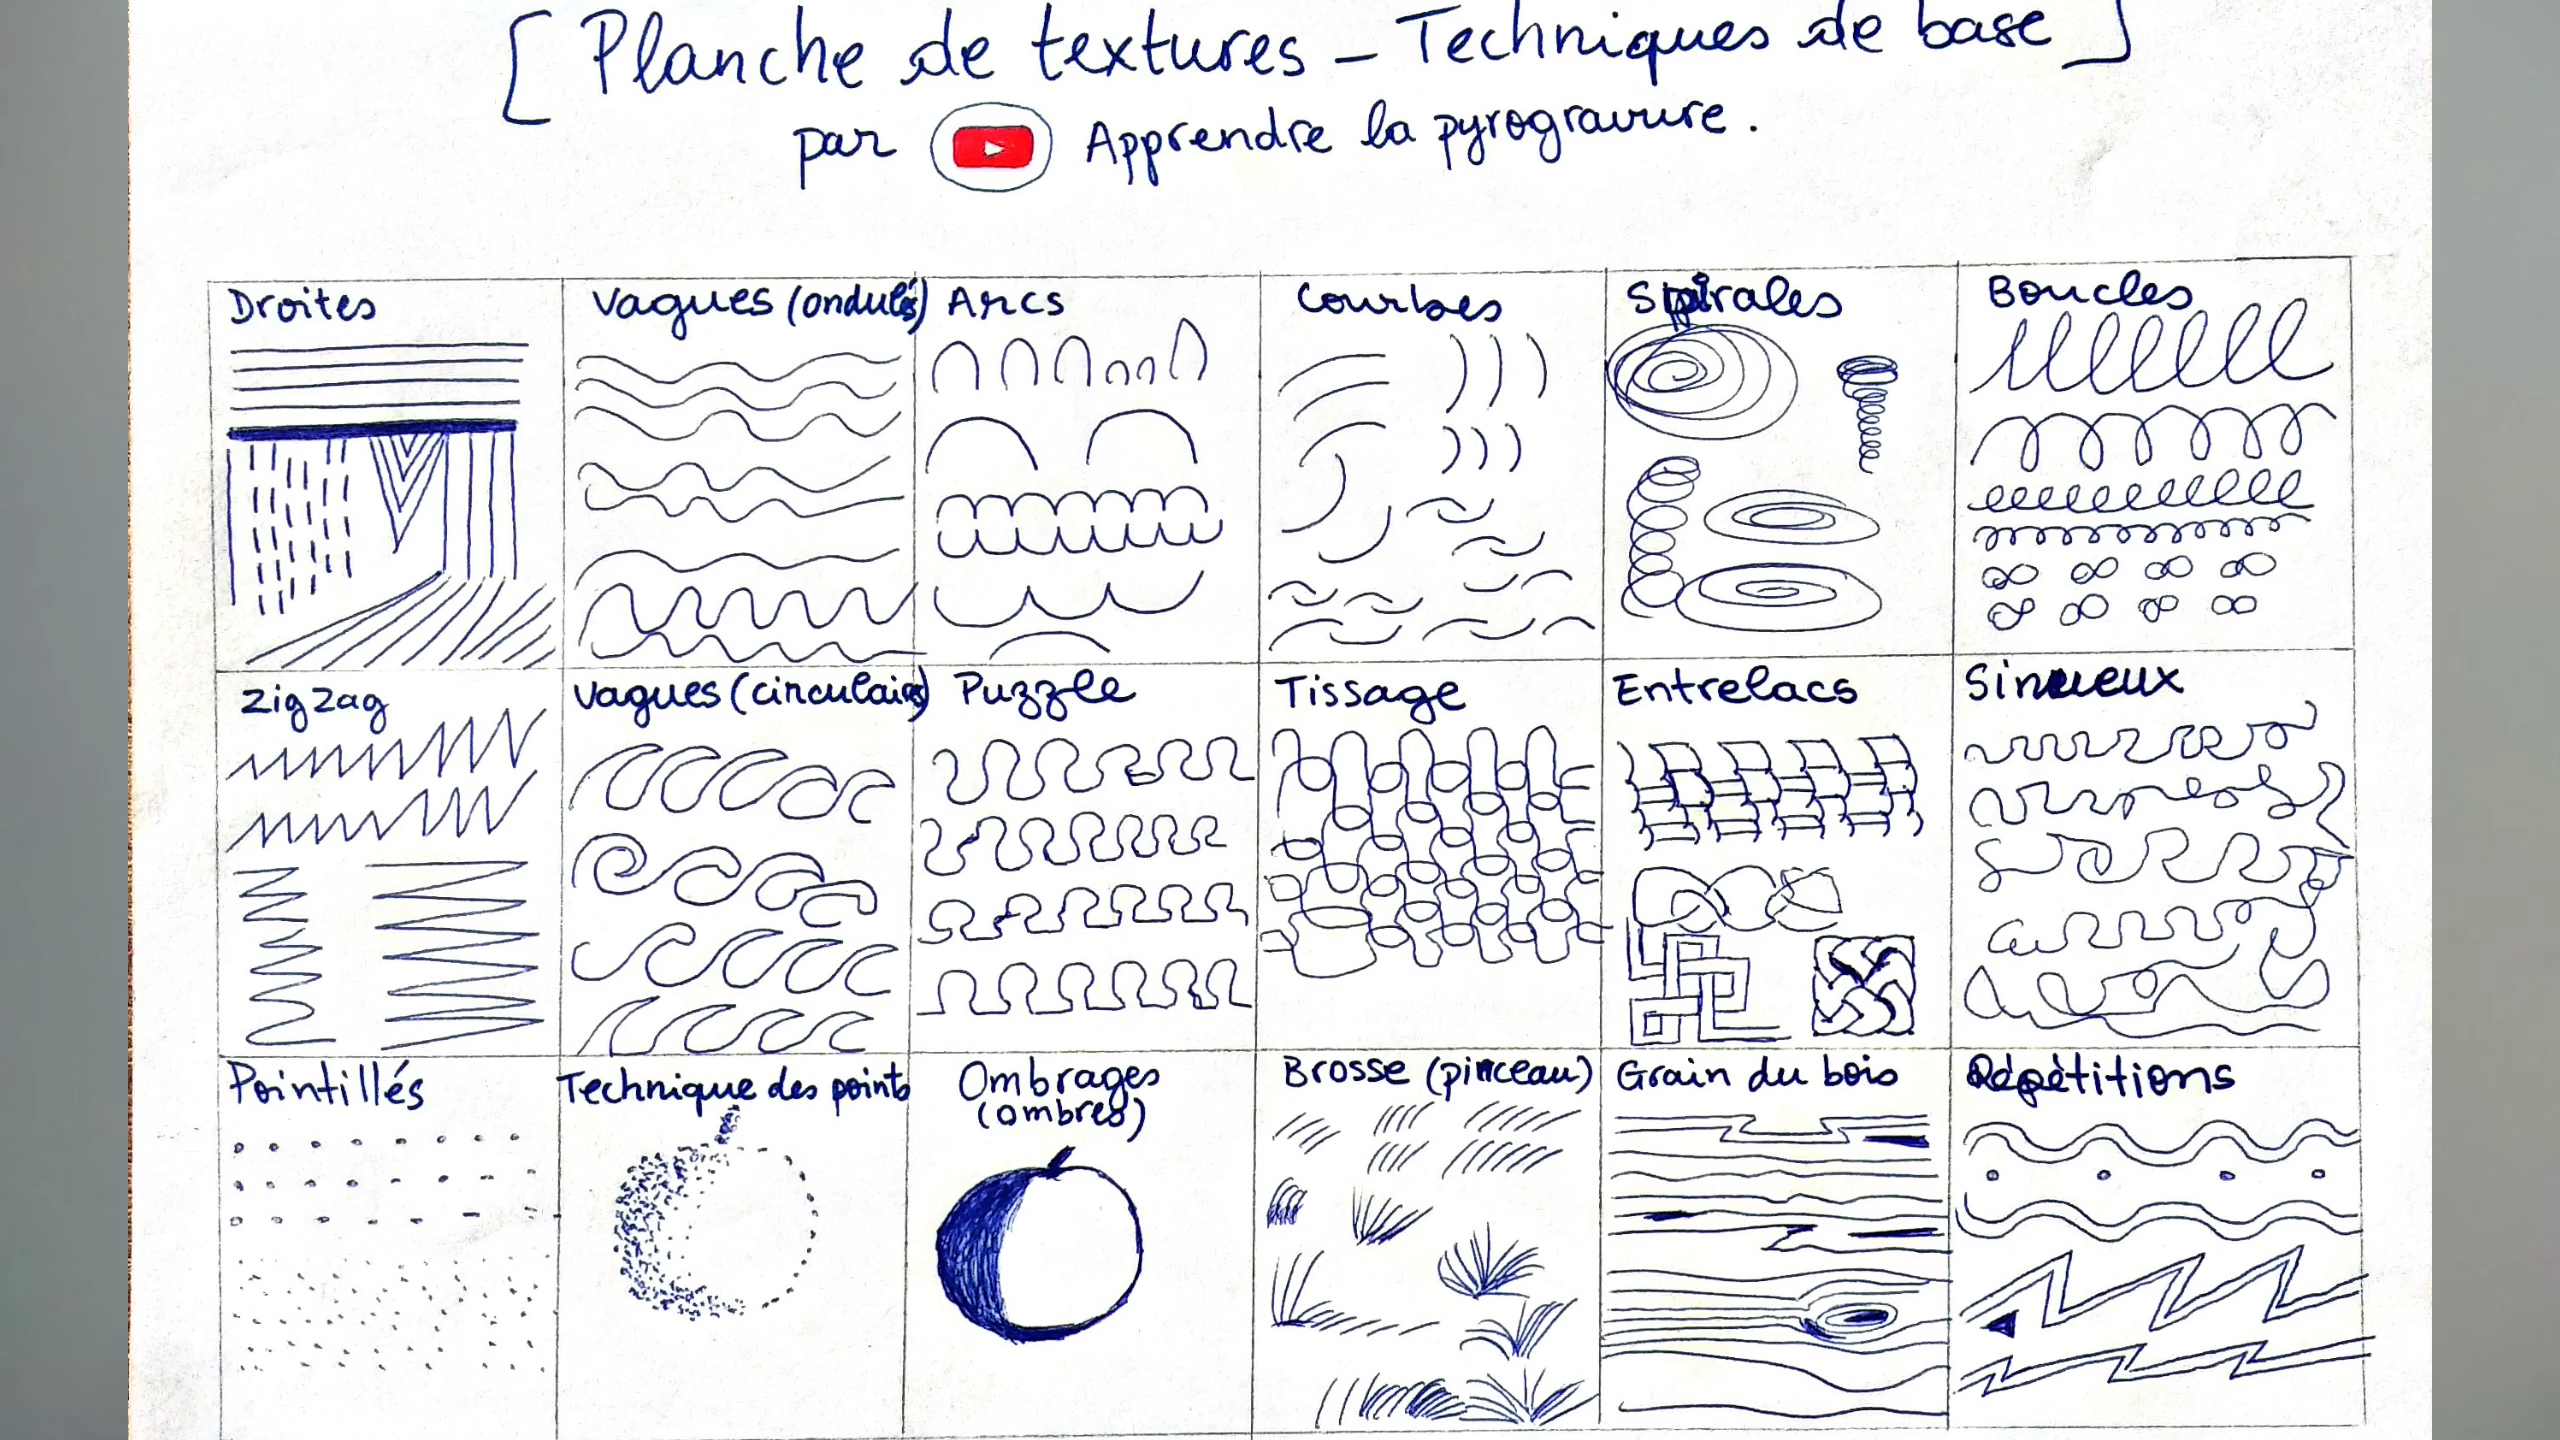 [ Planche de textures - Techniques de base ]
par Apprendre la pyrogravure.
Droites
Vagues (ondulés)
Arcs
Courbes
Spirales
Boucles
ZigZag
Vagues (circulaires)
Puzzle
Tissage
Entrelacs
Sinueux
Pointillés
Technique des points
Ombrages
(ombres)
Brosse (pinceau)
Grain du bois
Répétitions